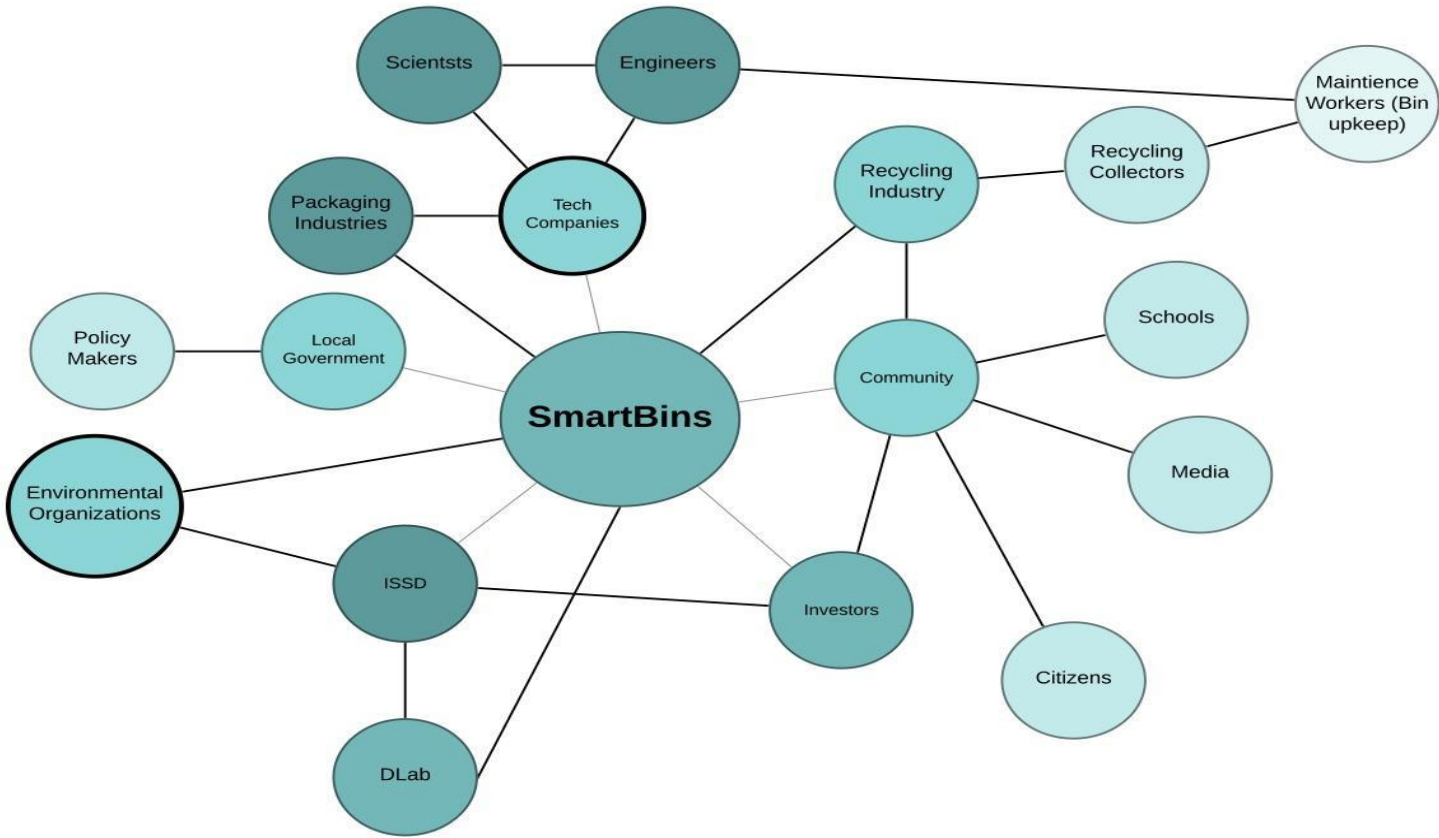 Scientsts
Engineers
Maintience
Workers (Bin
upkeep)
Recycling
Collectors
Recycling
Industry
Packaging
Industries
Tech
Companies
Policy
Makers
Local
Government
Schools
Community
SmartBins
Media
Environmental
Organizations
ISSD
Investors
Citizens
DLab